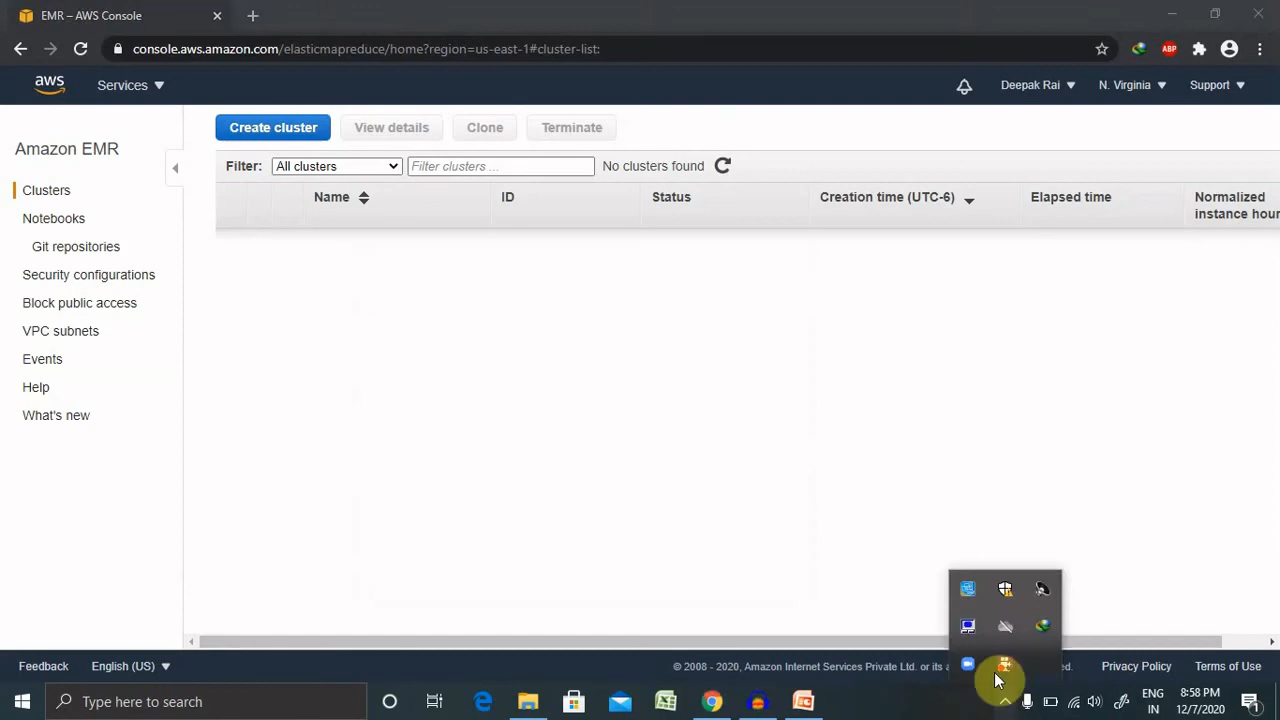 EMR – AWS Console
console.aws.amazon.com/elasticmapreduce/home?region=us-east-1#cluster-list:
ABP
aws
Services
Deepak Rai
N. Virginia
Support
Amazon EMR
Clusters
Notebooks
Git repositories
Security configurations
Block public access
VPC subnets
Events
Help
What's new
Create cluster
View details
Clone
Terminate
Filter: All clusters Filter clusters ... No clusters found
Name ID Status Creation time (UTC-6) Elapsed time Normalized
instance hour
Feedback English (US) © 2008 - 2020, Amazon Internet Services Private Ltd. or its a d. Privacy Policy Terms of Use
Type here to search
ENG
IN
8:58 PM
12/7/2020
1